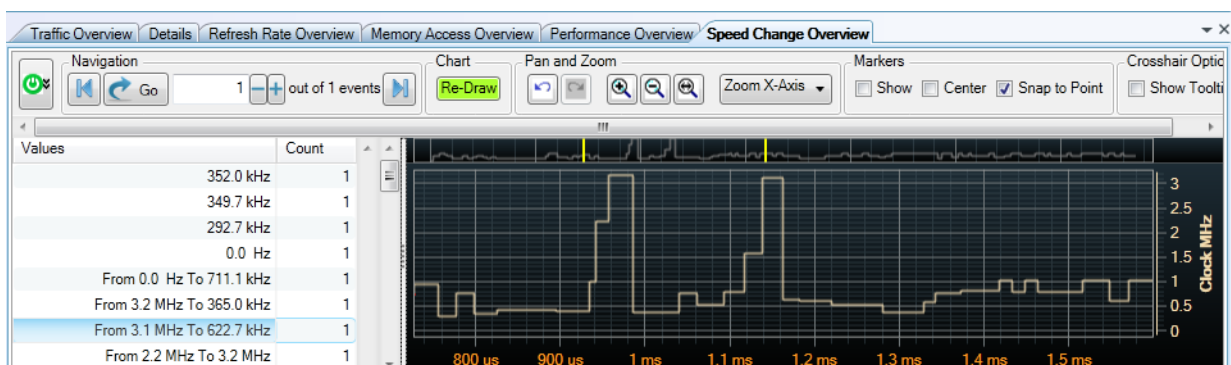 Traffic Overview Details Refresh Rate Overview Memory Access Overview Performance Overview Speed Change Overview
Navigation Chart Pan and Zoom Markers Crosshair Optic
Go 1 out of 1 events Re-Draw Zoom X-Axis Show Center Snap to Point Show Toolti
Values Count
352.0 kHz 1
349.7 kHz 1
292.7 kHz 1
0.0 Hz 1
From 0.0 Hz To 711.1 kHz 1
From 3.2 MHz To 365.0 kHz 1
From 3.1 MHz To 622.7 kHz 1
From 2.2 MHz To 3.2 MHz 1
3
2.5
2
1.5
1
0.5
0
Clock MHz
800 us 900 us 1 ms 1.1 ms 1.2 ms 1.3 ms 1.4 ms 1.5 ms